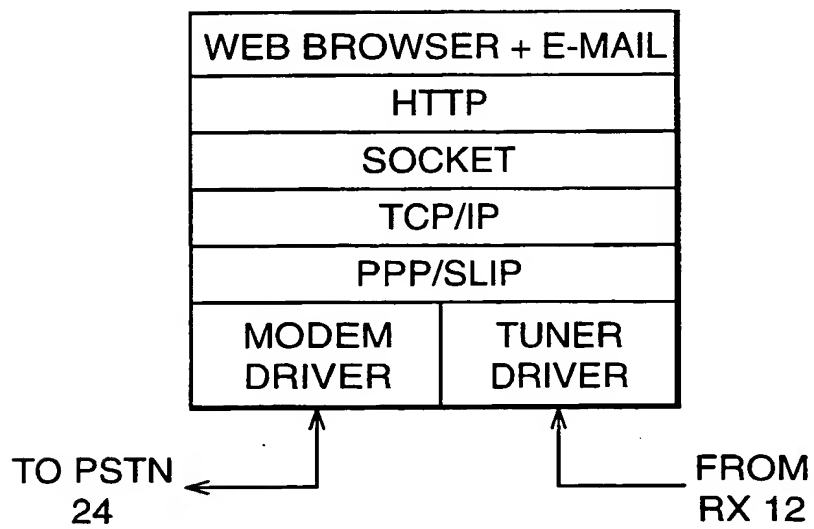 WEB BROWSER + E-MAIL
HTTP
SOCKET
TCP/IP
PPP/SLIP
MODEM
DRIVER
TUNER
DRIVER
TO PSTN
24
FROM
RX 12